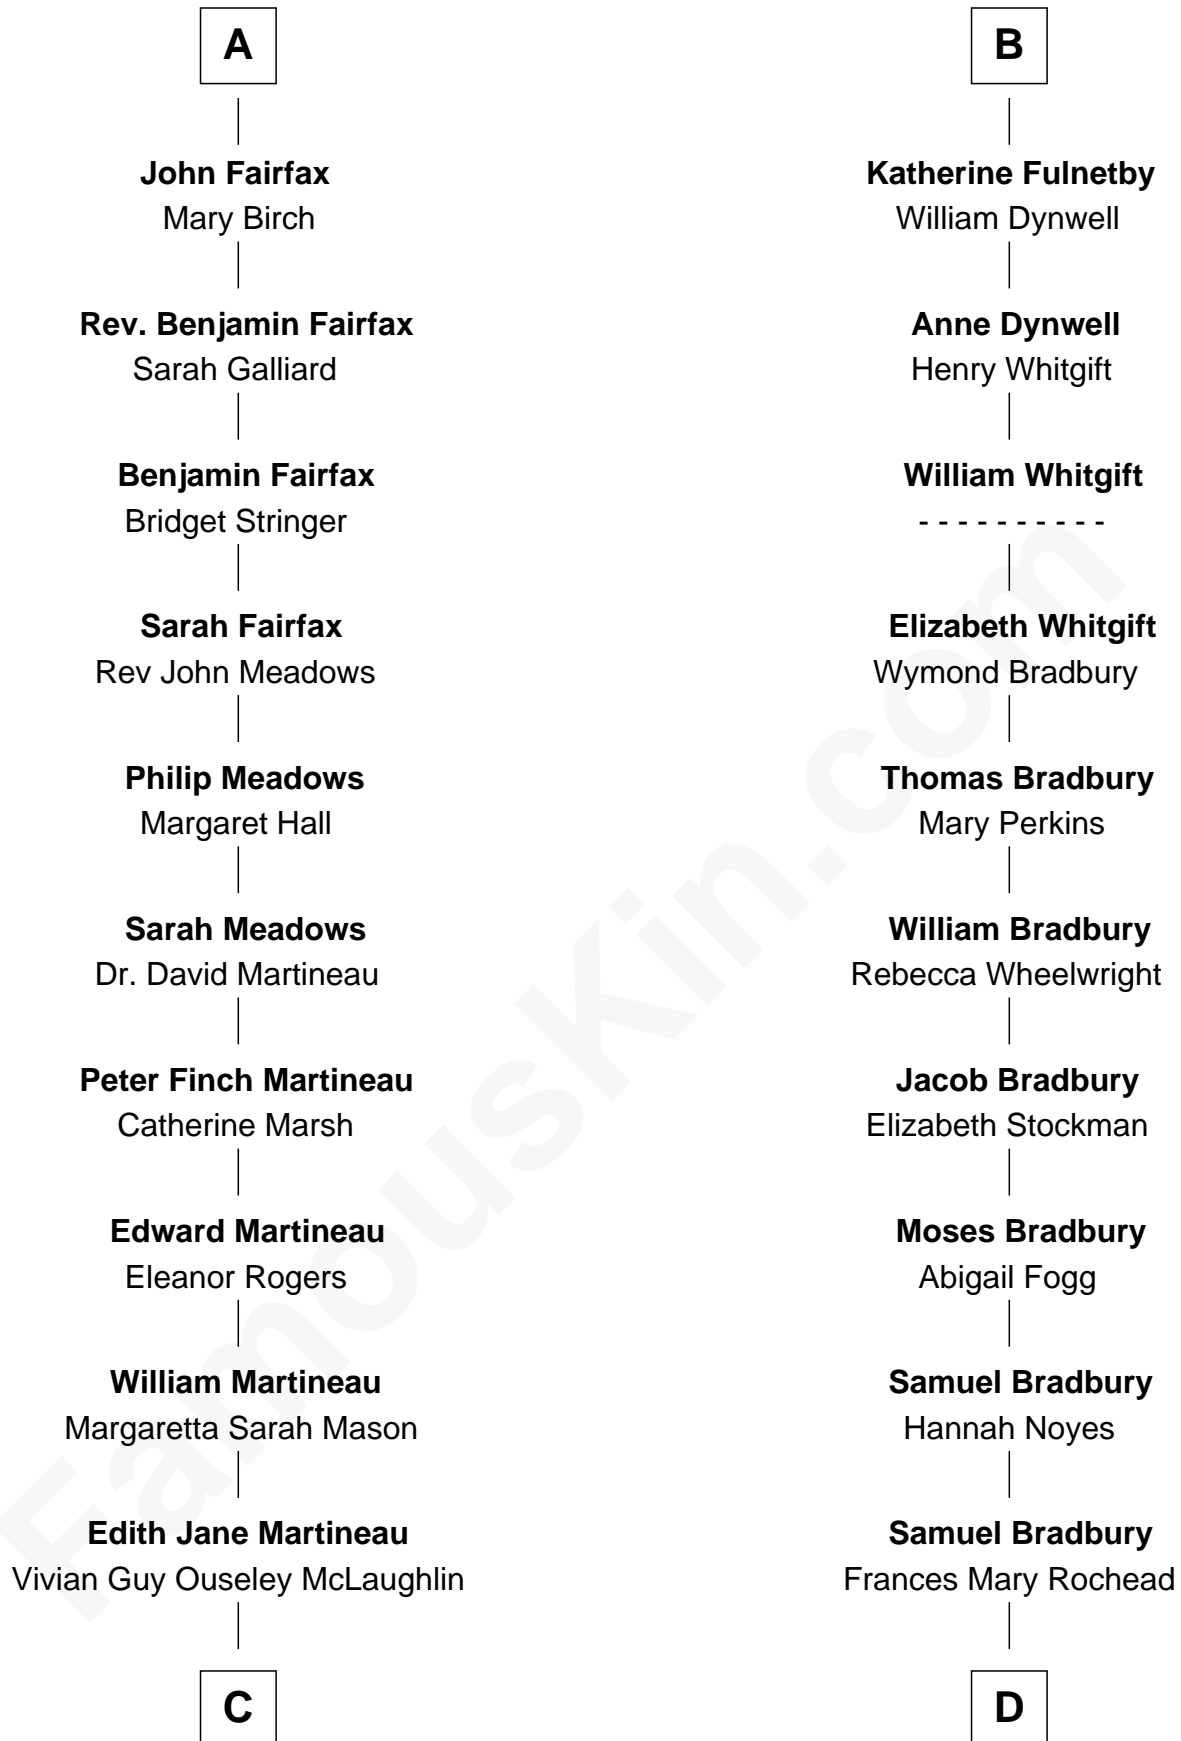 A
John Fairfax
Mary Birch
Rev. Benjamin Fairfax
Sarah Galliard
Benjamin Fairfax
Bridget Stringer
Sarah Fairfax
Rev John Meadows
Philip Meadows
Margaret Hall
Sarah Meadows
Dr. David Martineau
Peter Finch Martineau
Catherine Marsh
Edward Martineau
Eleanor Rogers
William Martineau
Margaretta Sarah Mason
Edith Jane Martineau
Vivian Guy Ouseley McLaughlin
C
B
Katherine Fulnetby
William Dynwell
Anne Dynwell
Henry Whitgift
William Whitgift
- - - - - - - - - -
Elizabeth Whitgift
Wymond Bradbury
Thomas Bradbury
Mary Perkins
William Bradbury
Rebecca Wheelwright
Jacob Bradbury
Elizabeth Stockman
Moses Bradbury
Abigail Fogg
Samuel Bradbury
Hannah Noyes
Samuel Bradbury
Frances Mary Rochead
D
FamousKin.com